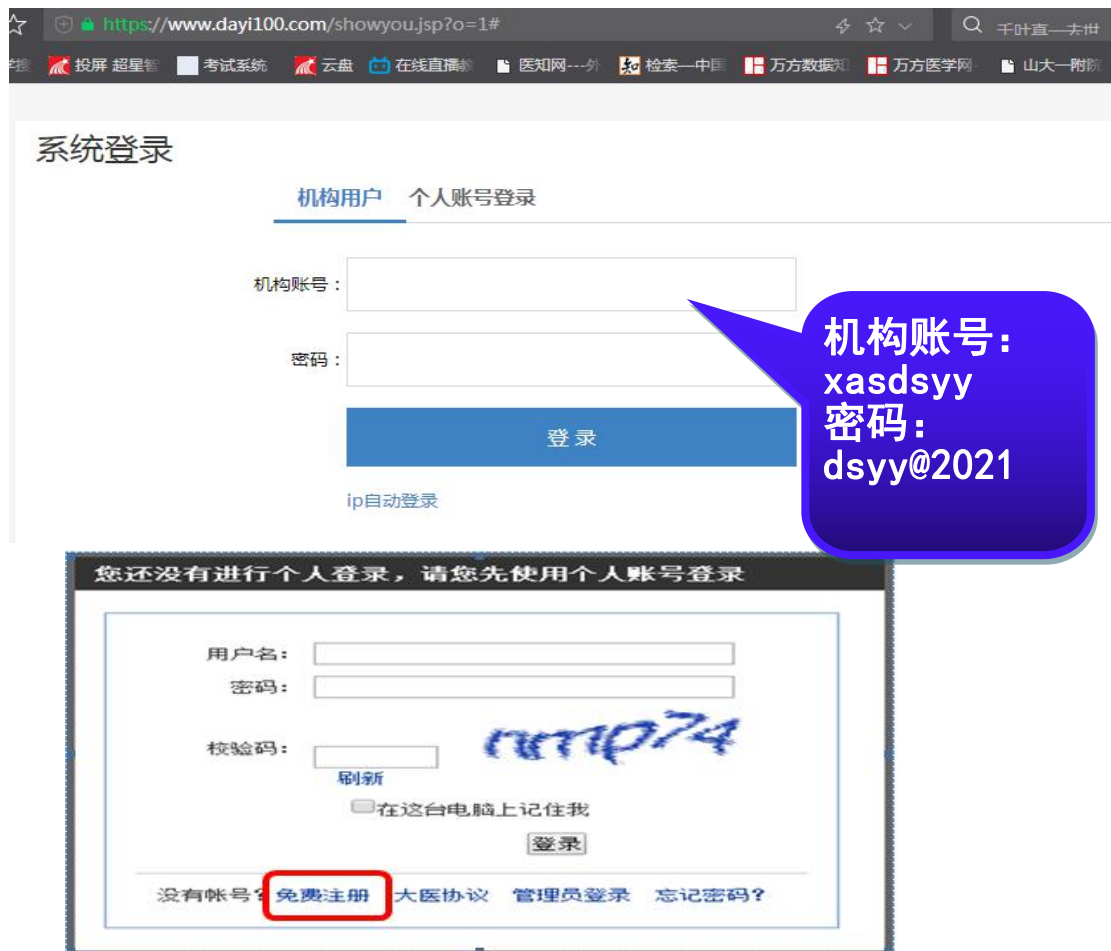 https://www.dayi100.com/showyou.jsp?o=1#
投屏 超星智 考试系统 云盘 在线直播教 医知网---外 检索—中国 万方数据知 万方医学网- 山大一附院
系统登录
机构用户 个人账号登录
机构账号：
密码：
登 录
ip自动登录
机构账号：
xasdsyy
密码：
dsyy@2021
您还没有进行个人登录，请您先使用个人账号登录
用户名：
密码：
校验码：
nmp74
刷新
在这台电脑上记住我
登录
没有帐号？免费注册 大医协议 管理员登录 忘记密码？